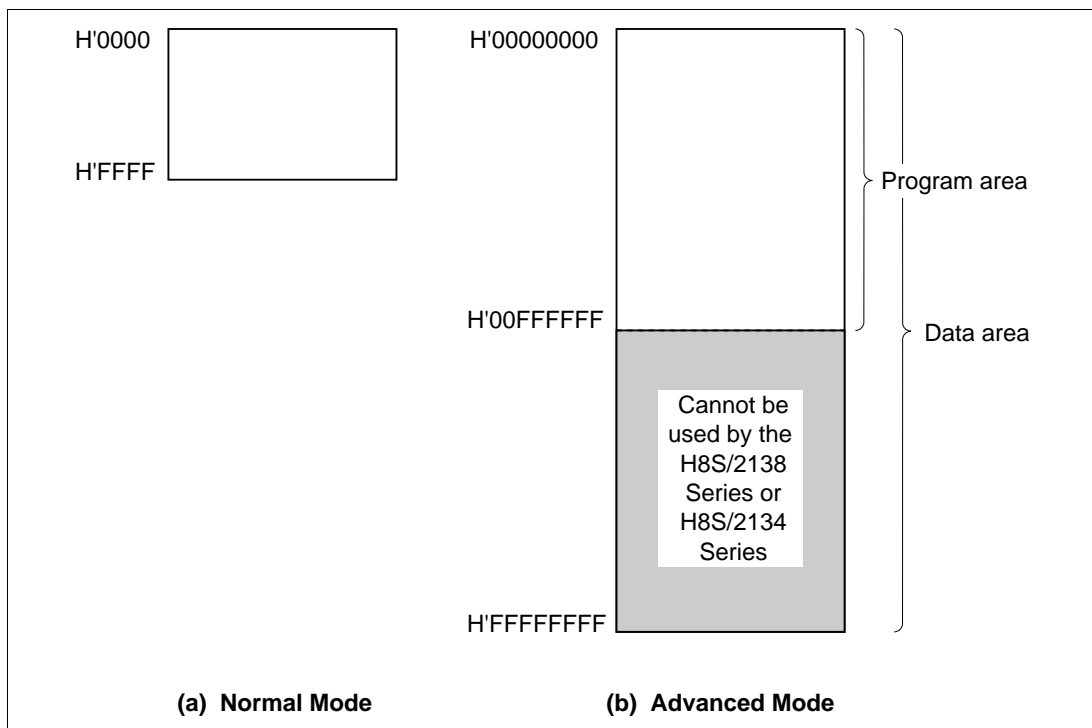 H'0000
H'FFFF
H'00000000
H'00FFFFFF
H'FFFFFFFF
Program area
Data area
Cannot be
used by the
H8S/2138
Series or
H8S/2134
Series
(a) Normal Mode
(b) Advanced Mode